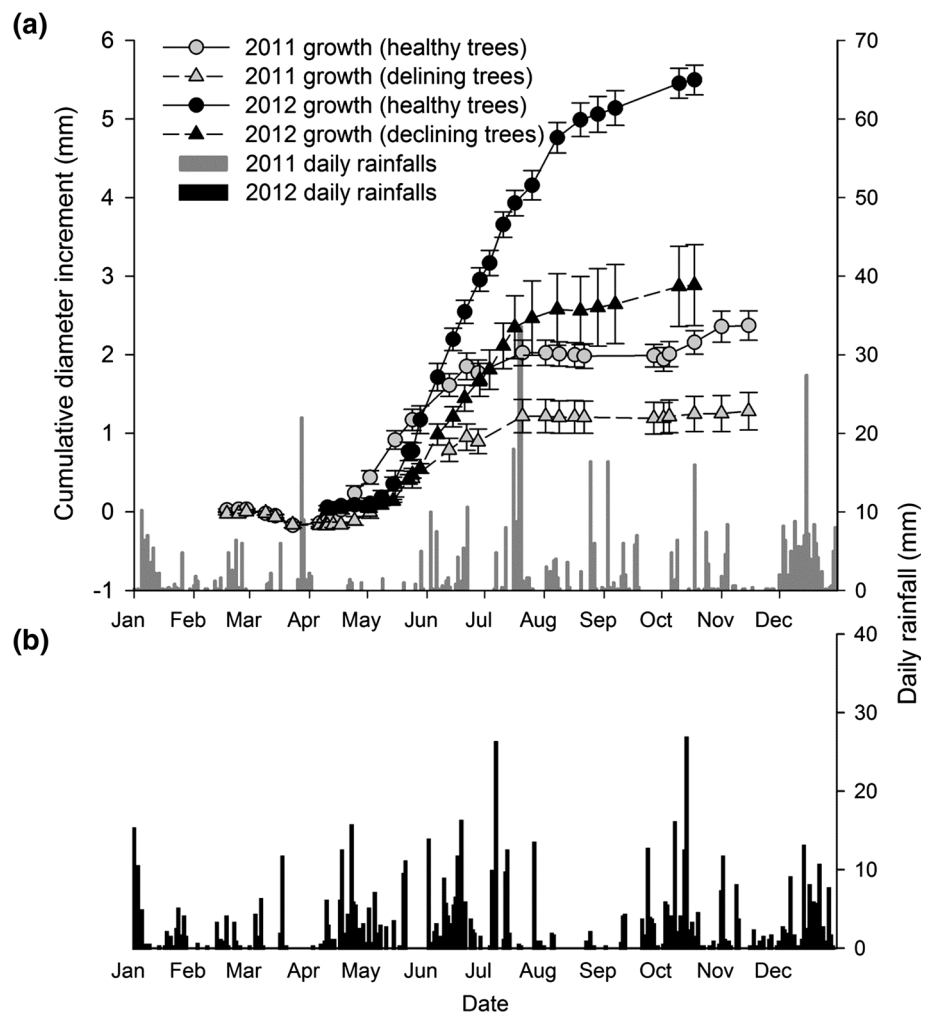 (a)
Cumulative diameter increment (mm)
6
5
4
3
2
1
0
-1
2011 growth (healthy trees)
2011 growth (delining trees)
2012 growth (healthy trees)
2012 growth (declining trees)
2011 daily rainfalls
2012 daily rainfalls
70
60
50
40
30
20
10
0
Jan Feb Mar Apr May Jun Jul Aug Sep Oct Nov Dec
Daily rainfall (mm)
(b)
40
30
20
10
0
Jan Feb Mar Apr May Jun Jul Aug Sep Oct Nov Dec
Date